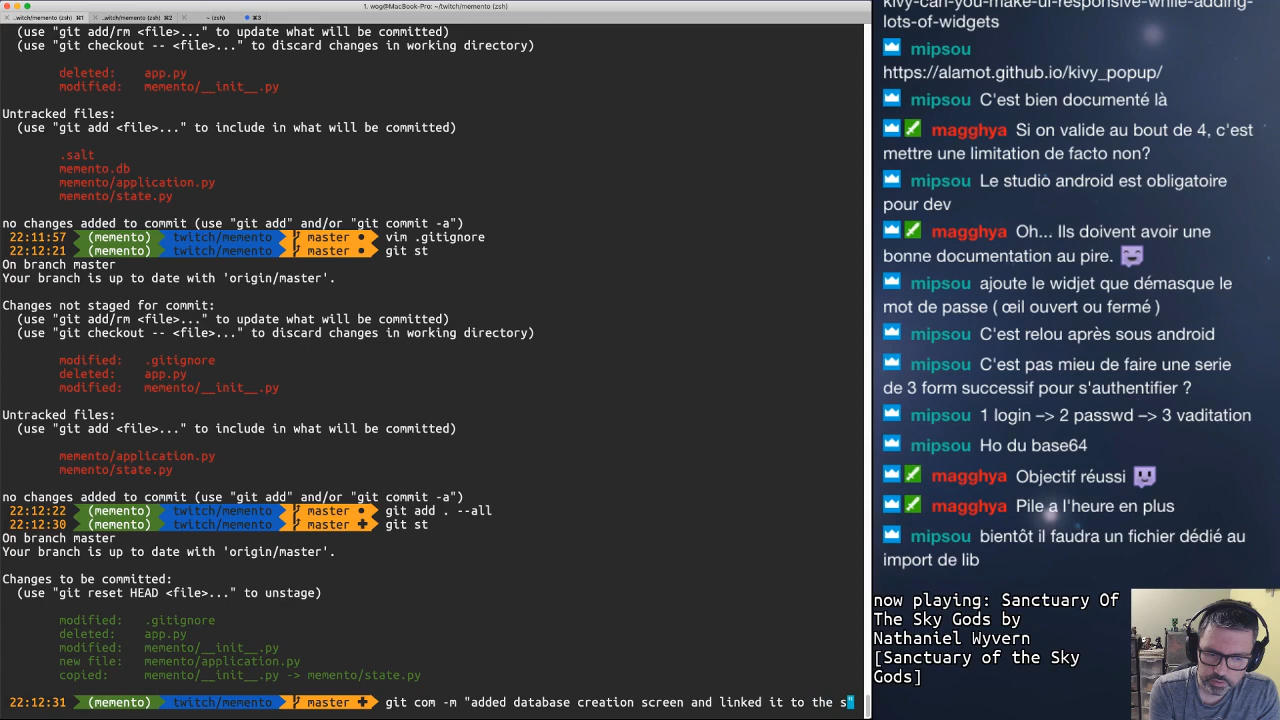 1. wog@MacBook-Pro: ~/twitch/memento (zsh)
..witch/memento (zsh) ⌘1
..witch/memento (zsh) ⌘2
~ (zsh)
⌘3
(use "git add/rm <file>..." to update what will be committed)
(use "git checkout -- <file>..." to discard changes in working directory)
deleted: app.py
modified: memento/__init__.py
Untracked files:
(use "git add <file>..." to include in what will be committed)
.salt
memento.db
memento/application.py
memento/state.py
no changes added to commit (use "git add" and/or "git commit -a")
22:11:57 (memento) twitch/memento master • vim .gitignore
22:12:21 (memento) twitch/memento master • git st
On branch master
Your branch is up to date with 'origin/master'.
Changes not staged for commit:
(use "git add/rm <file>..." to update what will be committed)
(use "git checkout -- <file>..." to discard changes in working directory)
modified: .gitignore
deleted: app.py
modified: memento/__init__.py
Untracked files:
(use "git add <file>..." to include in what will be committed)
memento/application.py
memento/state.py
no changes added to commit (use "git add" and/or "git commit -a")
22:12:22 (memento) twitch/memento master • git add . --all
22:12:30 (memento) twitch/memento master ✚ git st
On branch master
Your branch is up to date with 'origin/master'.
Changes to be committed:
(use "git reset HEAD <file>..." to unstage)
modified: .gitignore
deleted: app.py
modified: memento/__init__.py
new file: memento/application.py
copied: memento/__init__.py -> memento/state.py
22:12:31 (memento) twitch/memento master ✚ git com -m "added database creation screen and linked it to the s"
kivy-can-you-make-ui-responsive-while-adding-
lots-of-widgets
mipsou
https://alamot.github.io/kivy_popup/
mipsou C'est bien documenté là
magghya Si on valide au bout de 4, c'est
mettre une limitation de facto non?
mipsou Le studio android est obligatoire
pour dev
magghya Oh... Ils doivent avoir une
bonne documentation au pire.
mipsou ajoute le widjet que démasque le
mot de passe ( œil ouvert ou fermé )
mipsou C'est relou après sous android
mipsou C'est pas mieu de faire une serie
de 3 form successif pour s'authentifier ?
mipsou 1 login –> 2 passwd –> 3 vaditation
mipsou Ho du base64
magghya Objectif réussi
magghya Pile a l'heure en plus
mipsou bientôt il faudra un fichier dédié au
import de lib
now playing: Sanctuary Of
The Sky Gods by
Nathaniel Wyvern
[Sanctuary of the Sky
Gods]